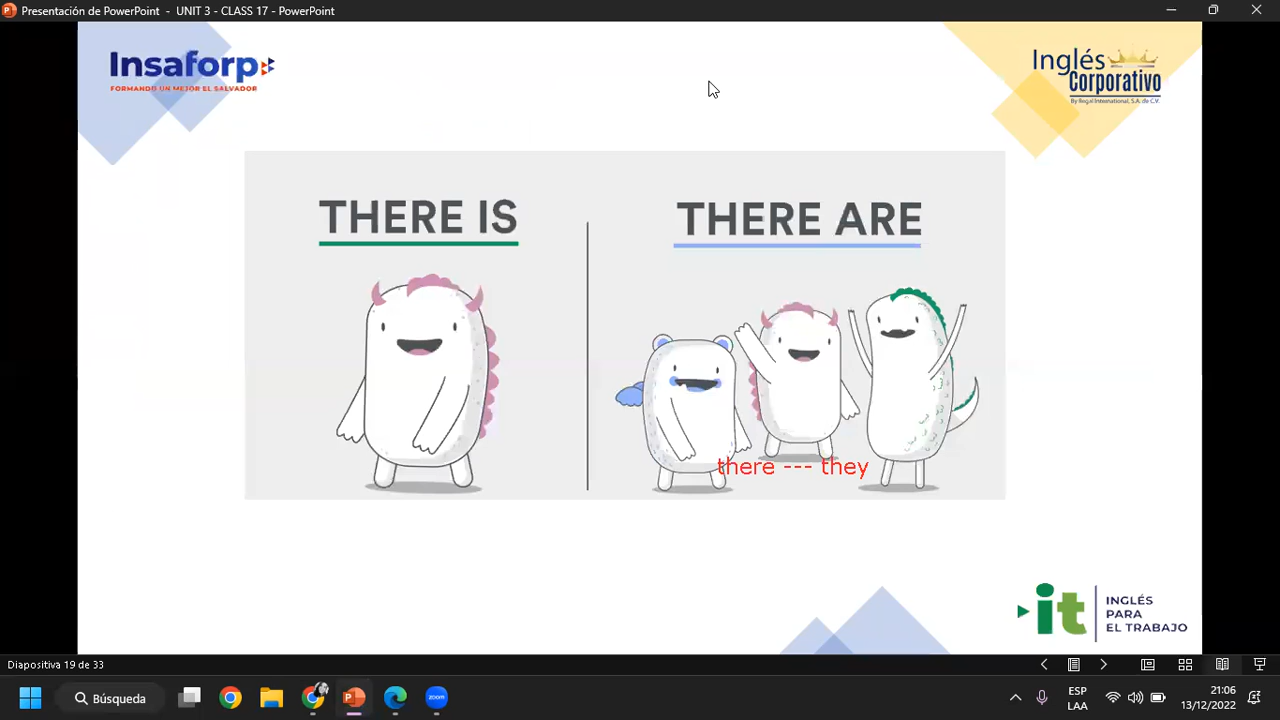 Presentación de PowerPoint - UNIT 3 - CLASS 17 - PowerPoint
Insaforp
FORMANDO UN MEJOR EL SALVADOR
Inglés
Corporativo
By Regal International, S.A. de C.V.
THERE IS
THERE ARE
there --- they
it
INGLÉS
PARA
EL TRABAJO
Diapositiva 19 de 33
Búsqueda
zoom
ESP
LAA
21:06
13/12/2022